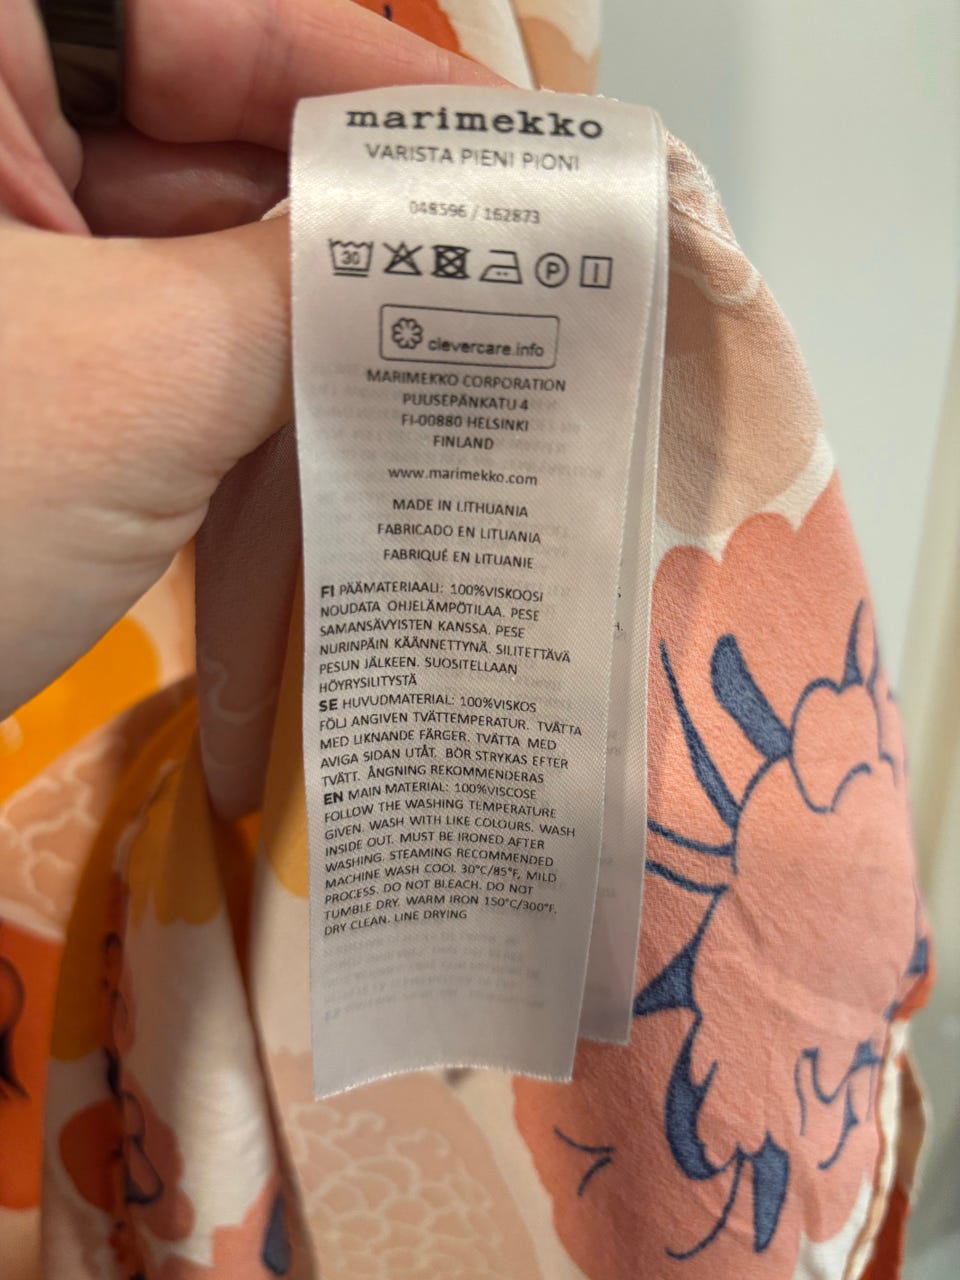 marimekko
VARISTA PIENI PIONI
048596 / 162873
30
P
clevercare.info
MARIMEKKO CORPORATION
PUUSEPÄNKATU 4
FI-00880 HELSINKI
FINLAND
www.marimekko.com
MADE IN LITHUANIA
FABRICADO EN LITUANIA
FABRIQUÉ EN LITUANIE
FI PÄÄMATERIAALI: 100%VISKOOSI
NOUDATA OHJELÄMPÖTILAA. PESE
SAMANSÄVYISTEN KANSSA. PESE
NURINPÄIN KÄÄNNETTYNÄ. SILITETTÄVÄ
PESUN JÄLKEEN. SUOSITELLAAN
HÖYRYSILITYSTÄ
SE HUVUDMATERIAL: 100%VISKOS
FÖLJ ANGIVEN TVÄTTEMPERATUR. TVÄTTA
MED LIKNANDE FÄRGER. TVÄTTA MED
AVIGA SIDAN UTÅT. BÖR STRYKAS EFTER
TVÄTT. ÅNGNING REKOMMENDERAS
EN MAIN MATERIAL: 100%VISCOSE
FOLLOW THE WASHING TEMPERATURE
GIVEN. WASH WITH LIKE COLOURS. WASH
INSIDE OUT. MUST BE IRONED AFTER
WASHING. STEAMING RECOMMENDED
MACHINE WASH COOL 30°C/85°F, MILD
PROCESS. DO NOT BLEACH. DO NOT
TUMBLE DRY. WARM IRON 150°C/300°F.
DRY CLEAN. LINE DRYING